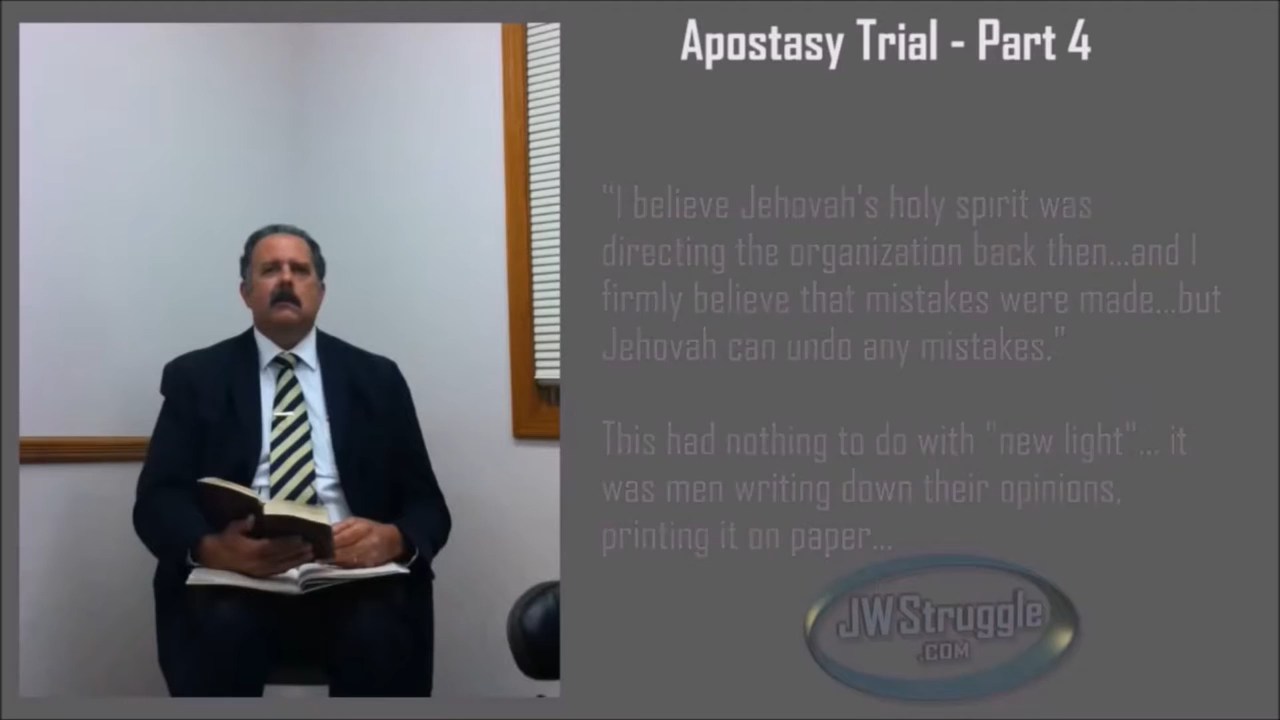 Apostasy Trial - Part 4
"I believe Jehovah's holy spirit was
directing the organization back then...and I
firmly believe that mistakes were made...but
Jehovah can undo any mistakes."
This had nothing to do with "new light"... it
was men writing down their opinions,
printing it on paper...
JWStruggle
.COM